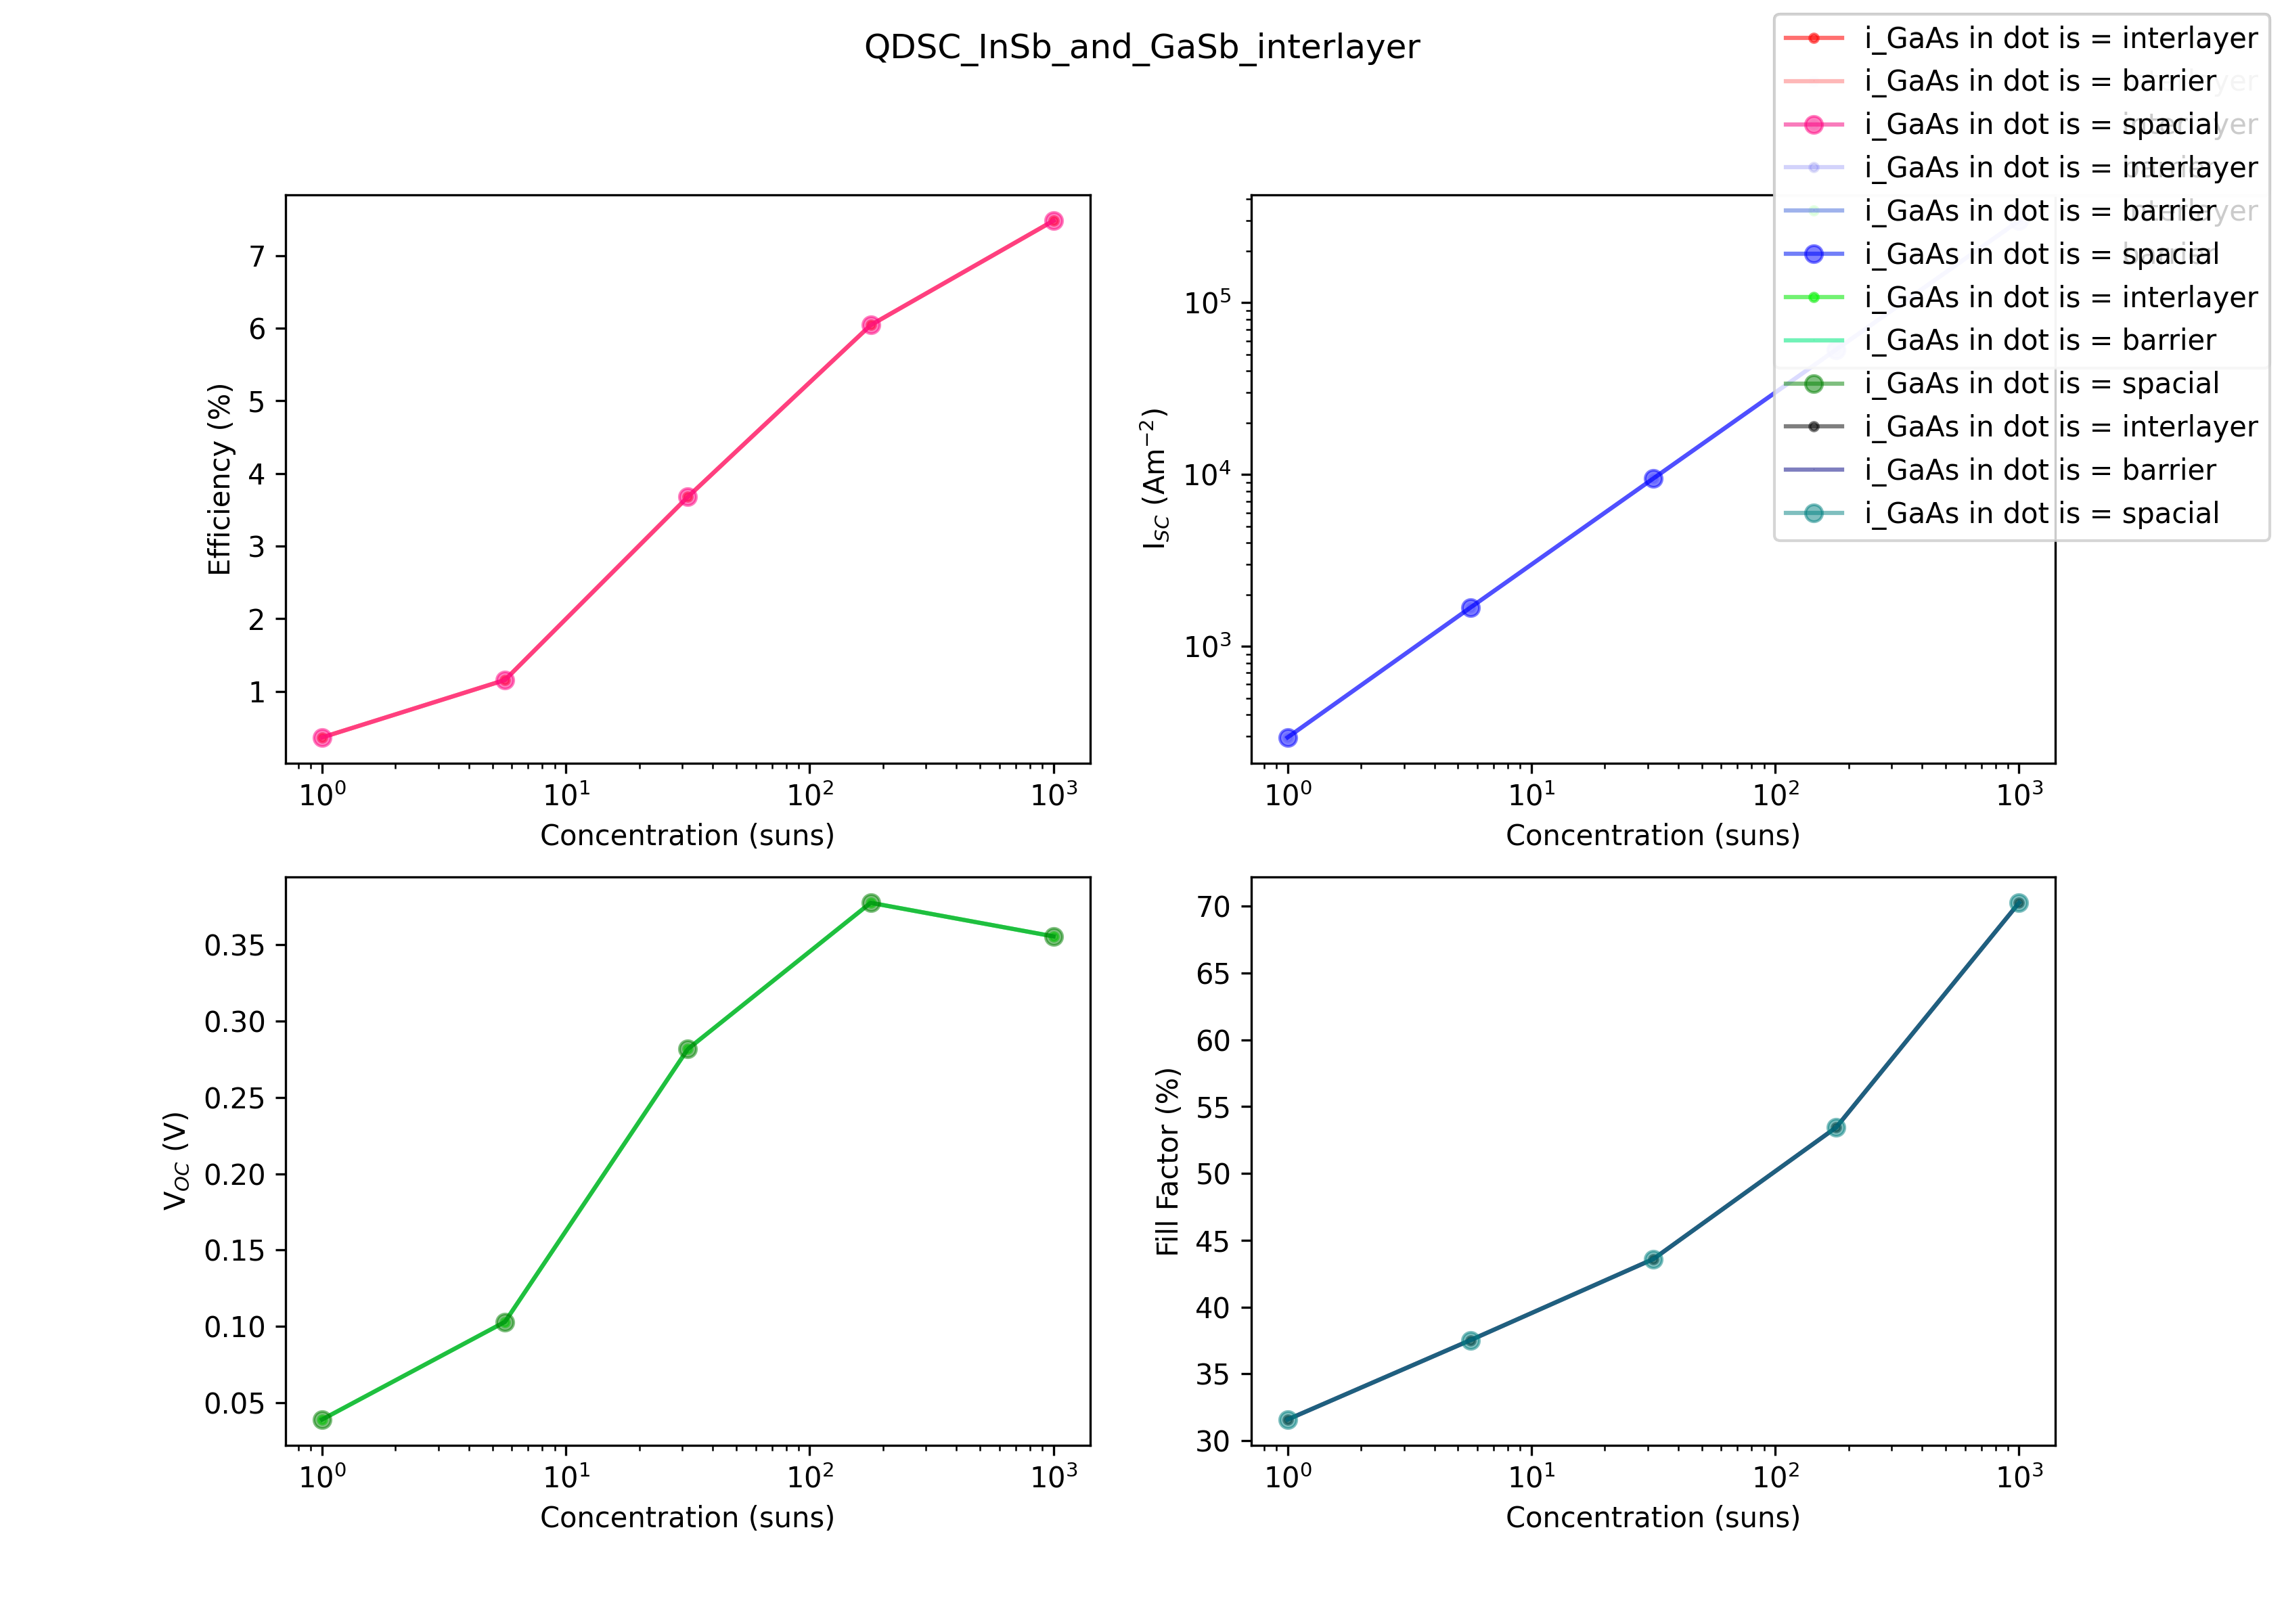 QDSC_InSb_and_GaSb_interlayer
i_GaAs in dot is = interlayer
i_GaAs in dot is = barrier
i_GaAs in dot is = spacial
i_GaAs in dot is = interlayer
i_GaAs in dot is = barrier
i_GaAs in dot is = spacial
i_GaAs in dot is = interlayer
i_GaAs in dot is = barrier
i_GaAs in dot is = spacial
i_GaAs in dot is = interlayer
i_GaAs in dot is = barrier
i_GaAs in dot is = spacial
Efficiency (%)
7
6
5
4
3
2
1
10⁰ 10¹ 10² 10³
Concentration (suns)
I_SC (Am⁻²)
10⁵
10⁴
10³
10⁰ 10¹ 10² 10³
Concentration (suns)
V_OC (V)
0.35
0.30
0.25
0.20
0.15
0.10
0.05
10⁰ 10¹ 10² 10³
Concentration (suns)
Fill Factor (%)
70
65
60
55
50
45
40
35
30
10⁰ 10¹ 10² 10³
Concentration (suns)